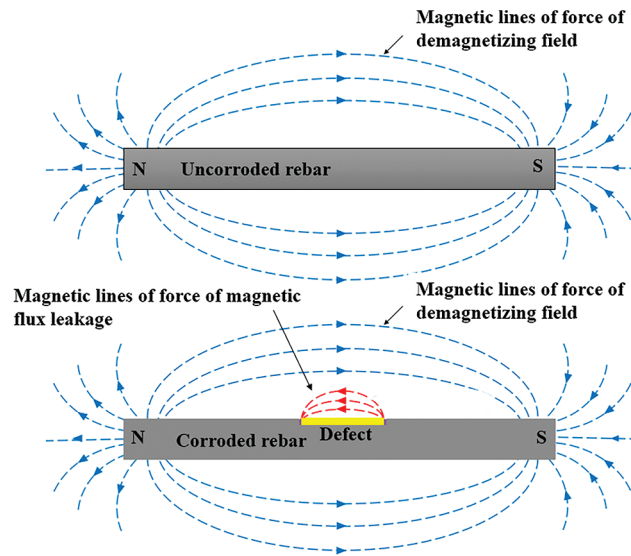 Magnetic lines of force of
demagnetizing field
N
Uncorroded rebar
S
Magnetic lines of force of magnetic
flux leakage
Magnetic lines of force of
demagnetizing field
N
Corroded rebar
Defect
S